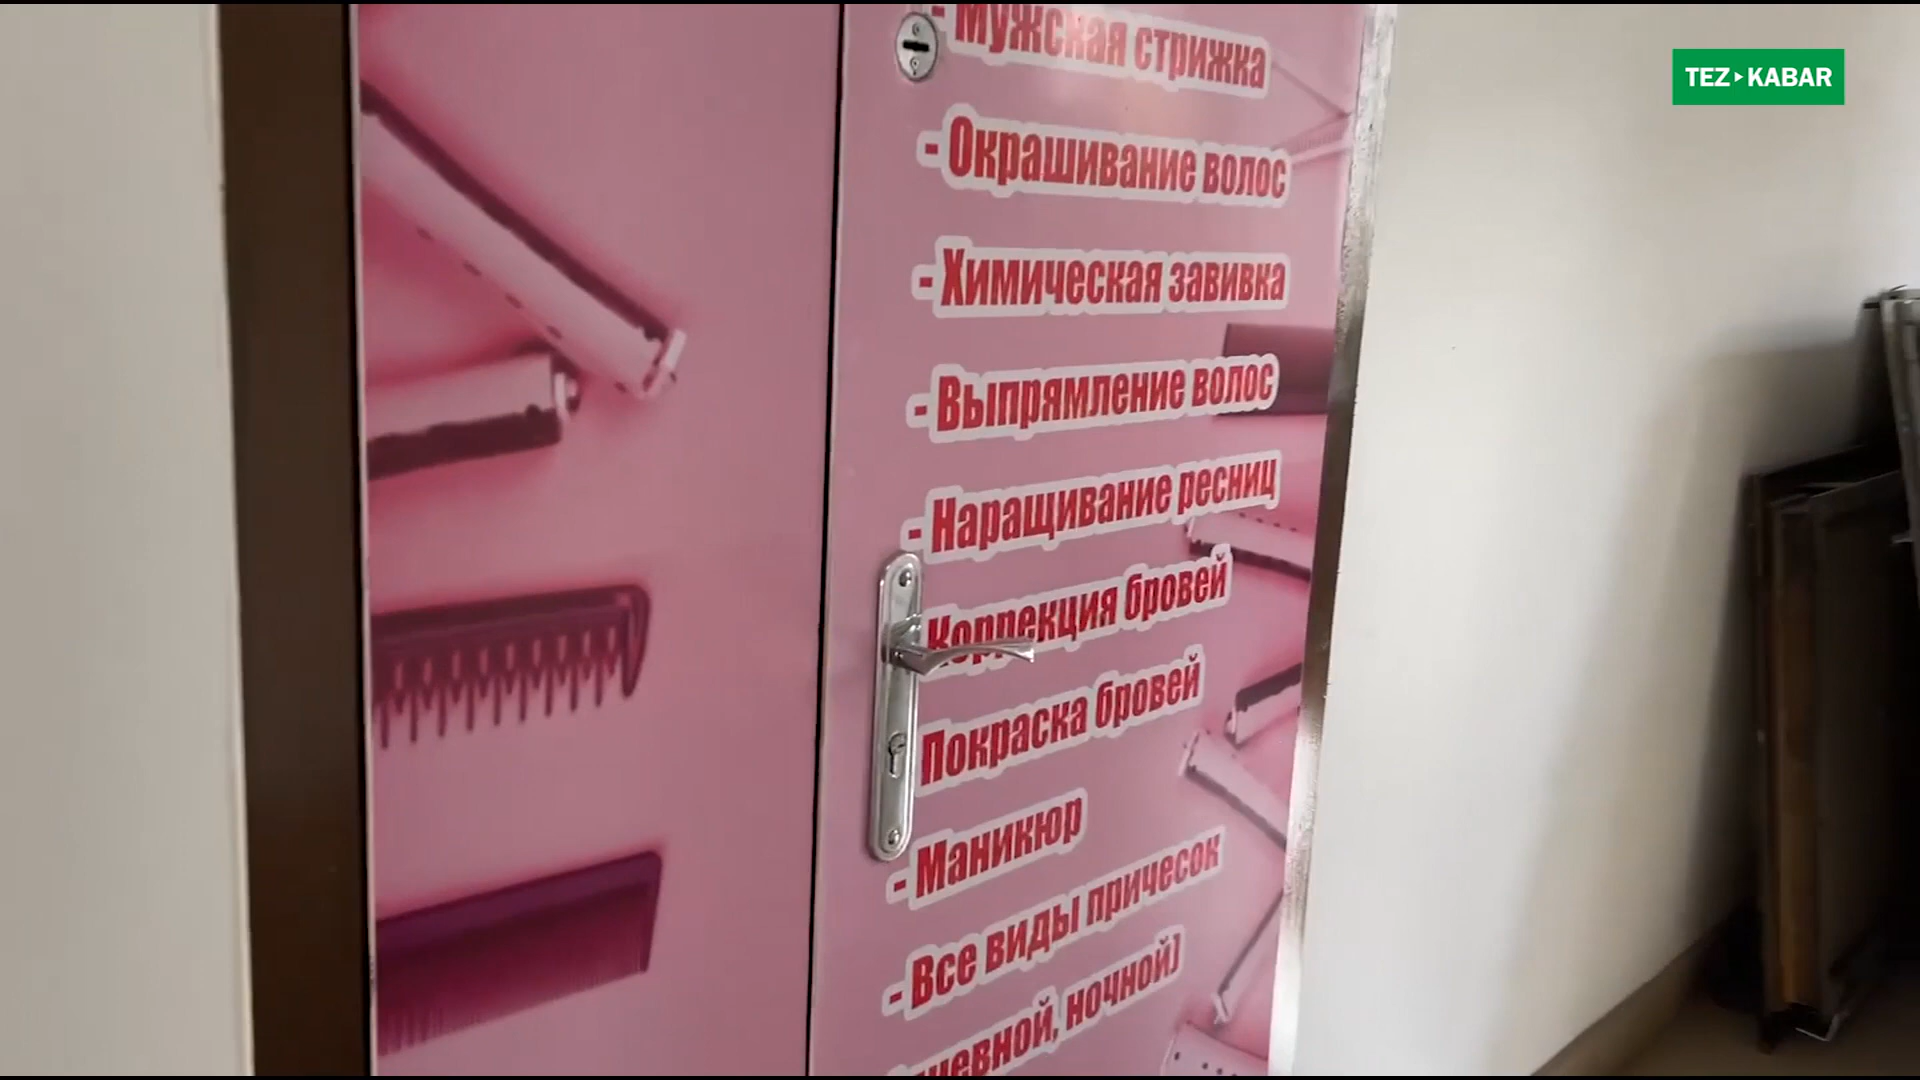 TEZ KABAR
- Мужская стрижка
- Окрашивание волос
- Химическая завивка
- Выпрямление волос
- Наращивание ресниц
Коррекция бровей
Покраска бровей
- Маникюр
- Все виды причесок
ночной)